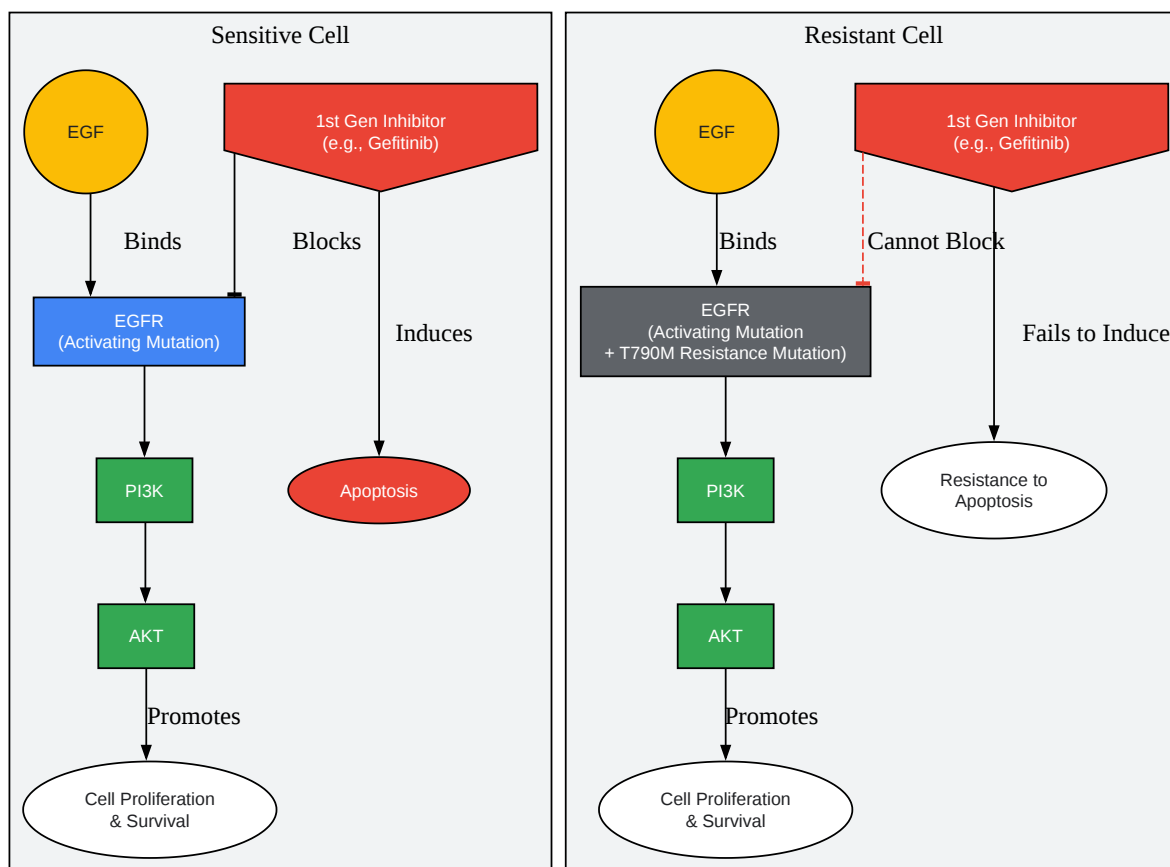 Sensitive Cell
EGF
1st Gen Inhibitor
(e.g., Gefitinib)
Binds
Blocks
EGFR
(Activating Mutation)
Induces
PI3K
Apoptosis
AKT
Promotes
Cell Proliferation
& Survival
Resistant Cell
EGF
1st Gen Inhibitor
(e.g., Gefitinib)
Binds
Cannot Block
EGFR
(Activating Mutation
+ T790M Resistance Mutation)
Fails to Induce
PI3K
Resistance to
Apoptosis
AKT
Promotes
Cell Proliferation
& Survival